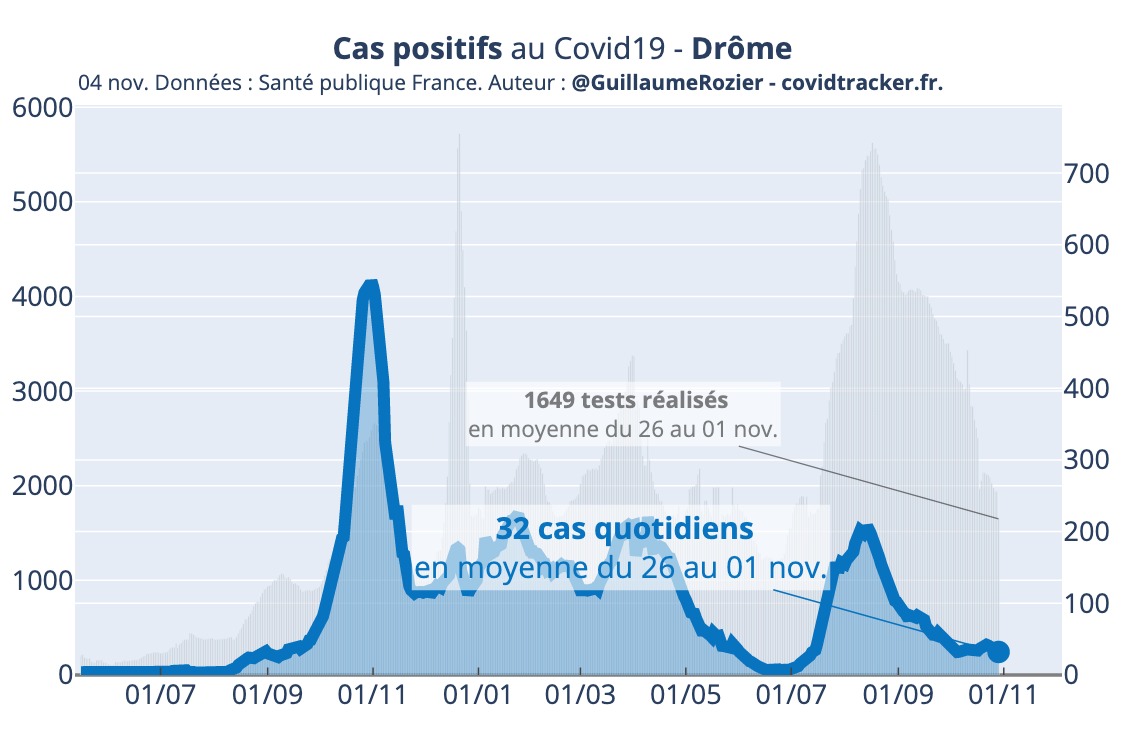 Cas positifs au Covid19 - Drôme
04 nov. Données : Santé publique France. Auteur : @GuillaumeRozier - covidtracker.fr.
6000
5000
4000
3000
2000
1000
0
700
600
500
400
300
200
100
0
1649 tests réalisés
en moyenne du 26 au 01 nov.
32 cas quotidiens
en moyenne du 26 au 01 nov.
01/07 01/09 01/11 01/01 01/03 01/05 01/07 01/09 01/11